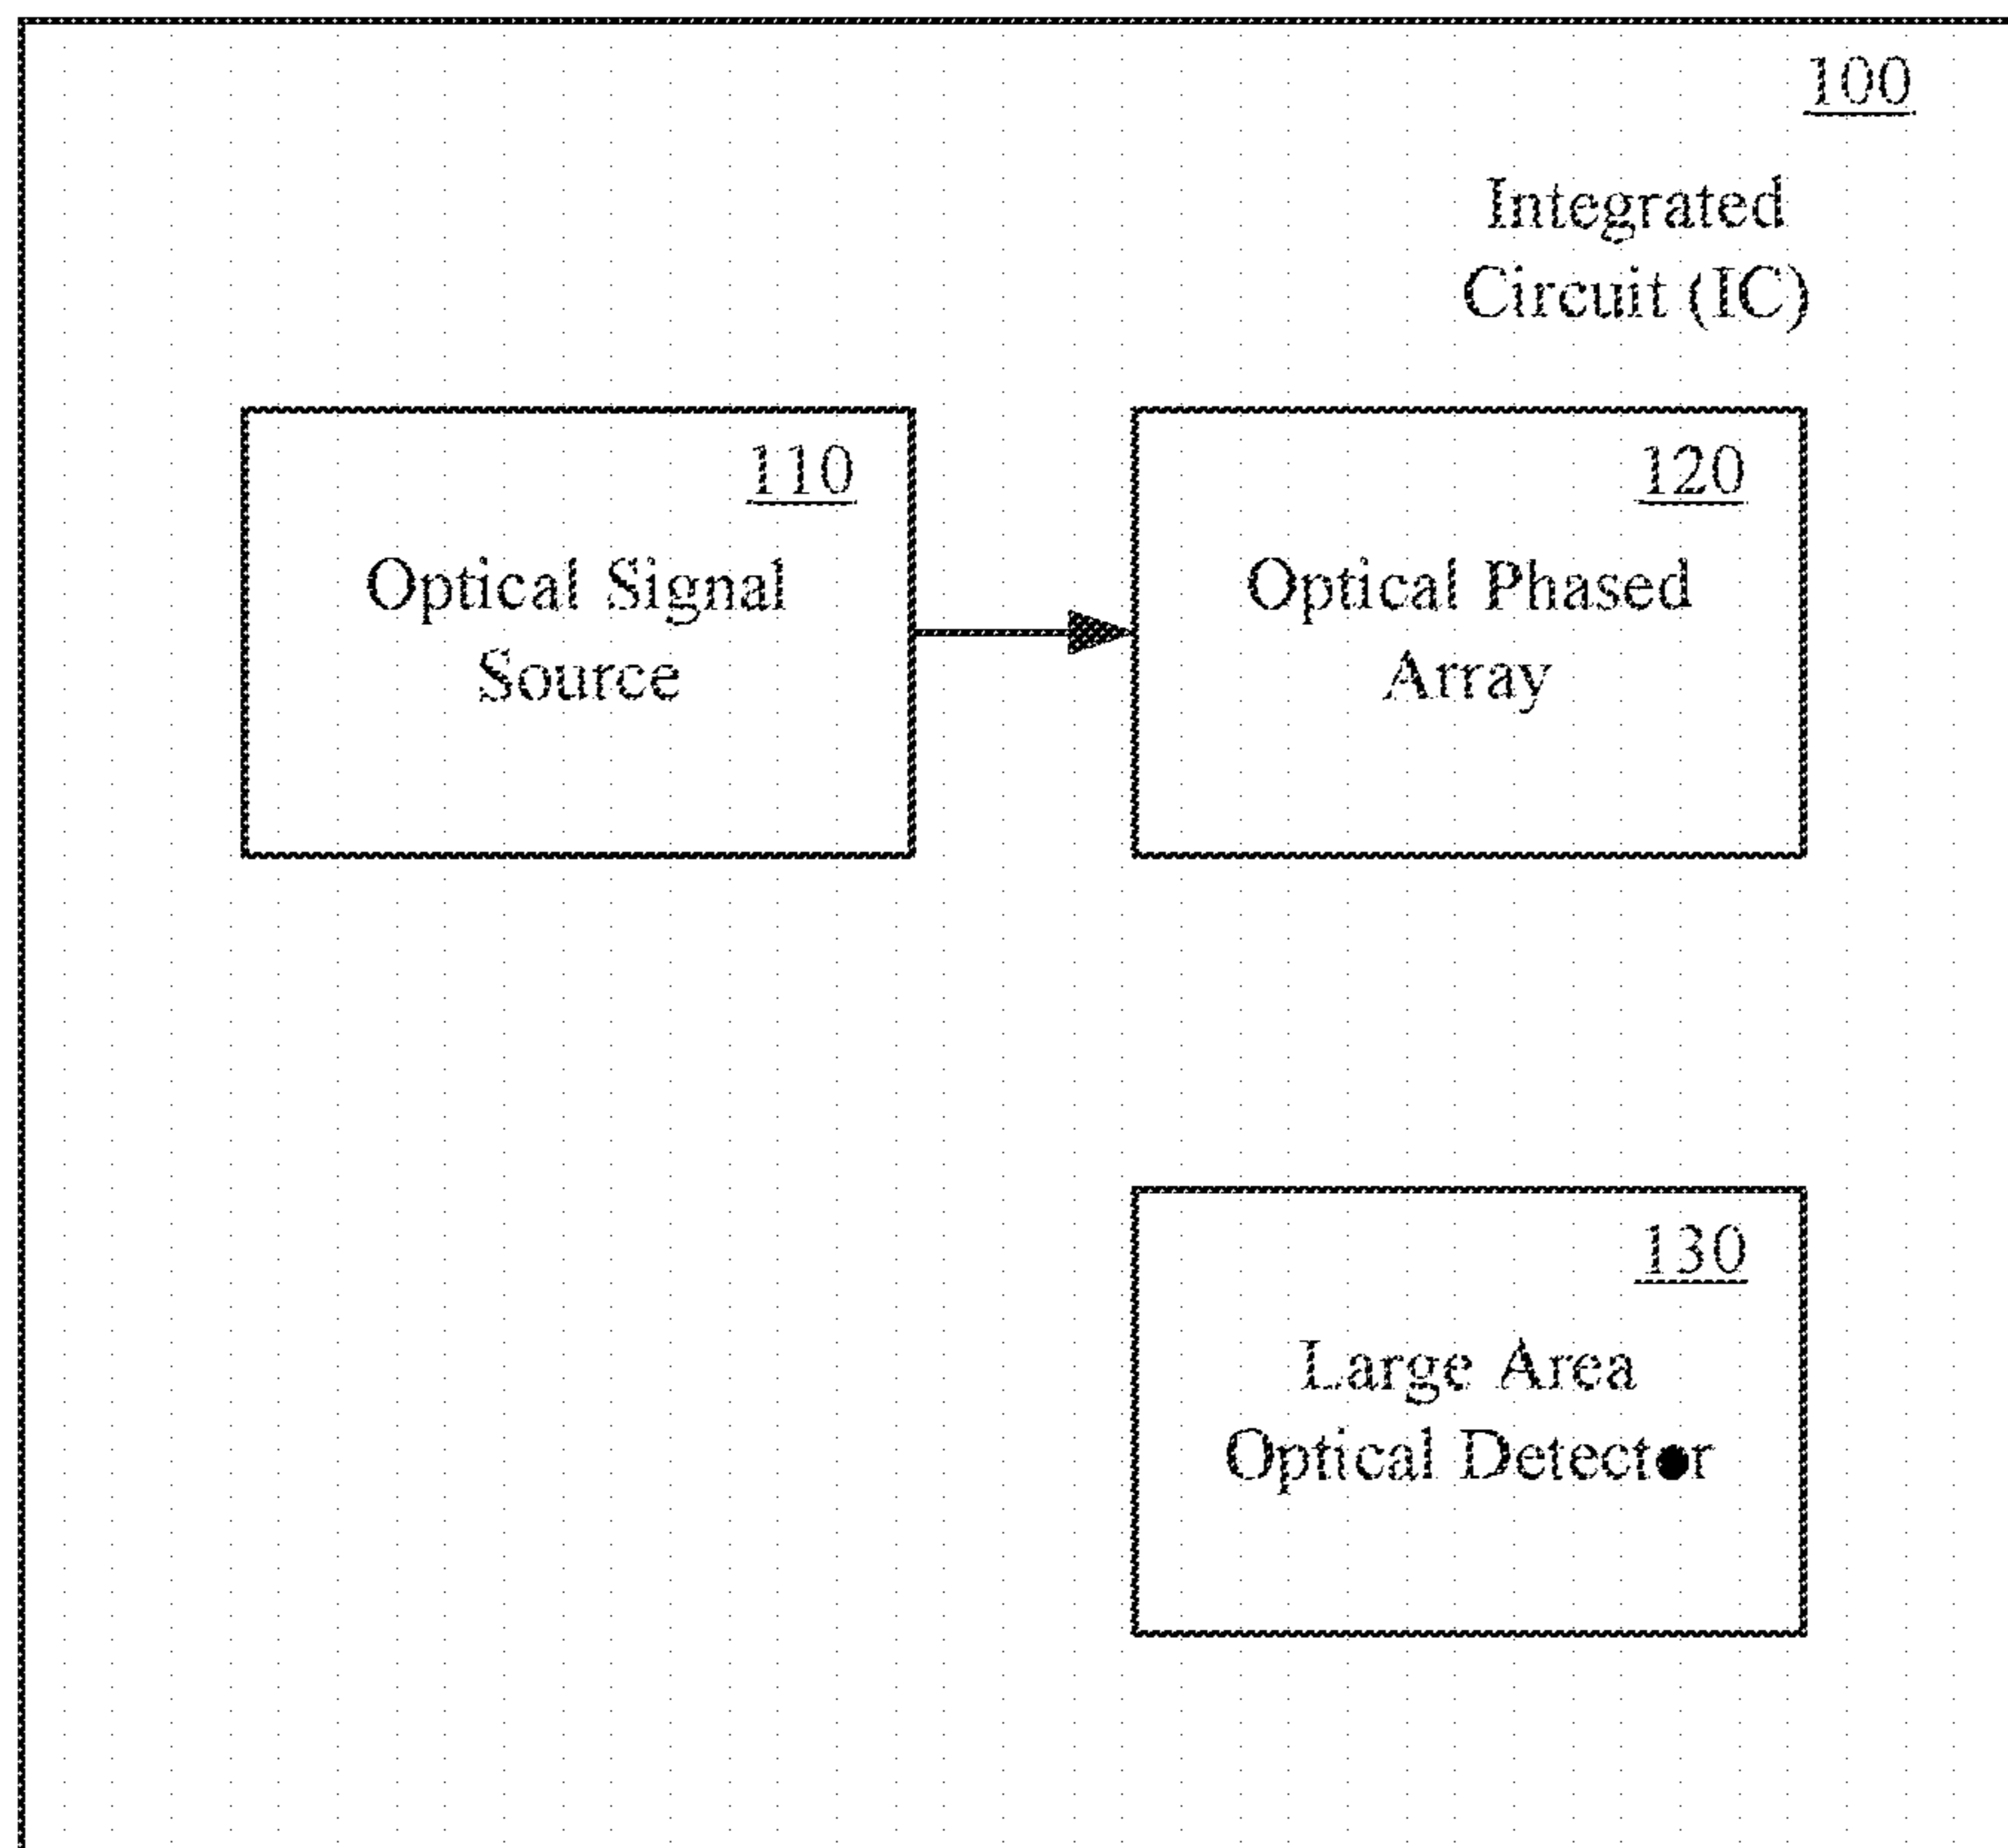 100
Integrated
Circuit (IC)
110
Optical Signal
Source
120
Optical Phased
Array
130
Large Area
Optical Detector